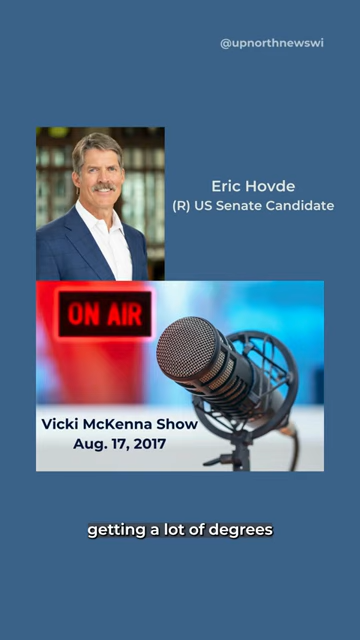 @upnorthnewswi
Eric Hovde
(R) US Senate Candidate
ON AIR
Vicki McKenna Show
Aug. 17, 2017
getting a lot of degrees